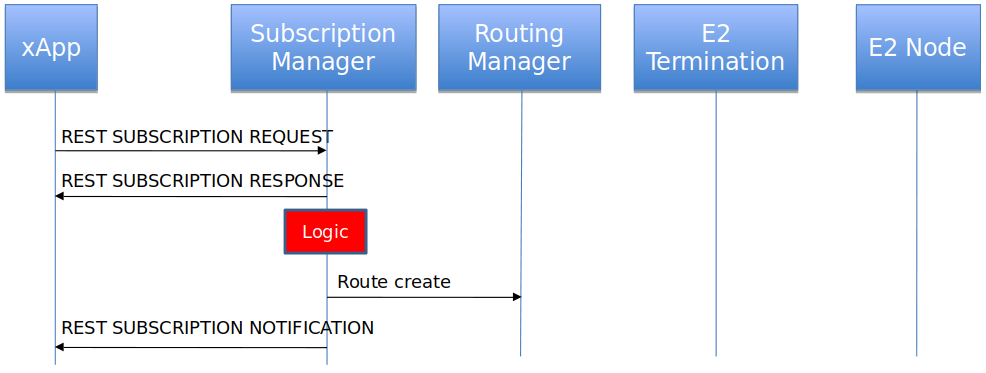 xApp
Subscription
Manager
Routing
Manager
E2
Termination
E2 Node
REST SUBSCRIPTION REQUEST
REST SUBSCRIPTION RESPONSE
Logic
Route create
REST SUBSCRIPTION NOTIFICATION